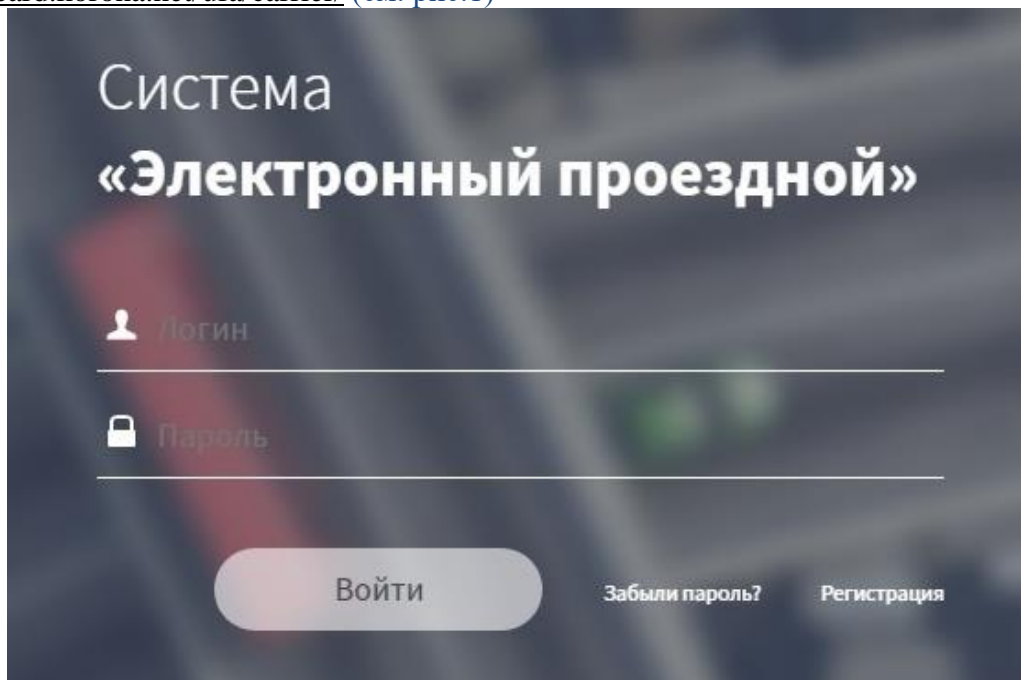 Система
«Электронный проездной»
Логин
Пароль
Войти
Забыли пароль?
Регистрация